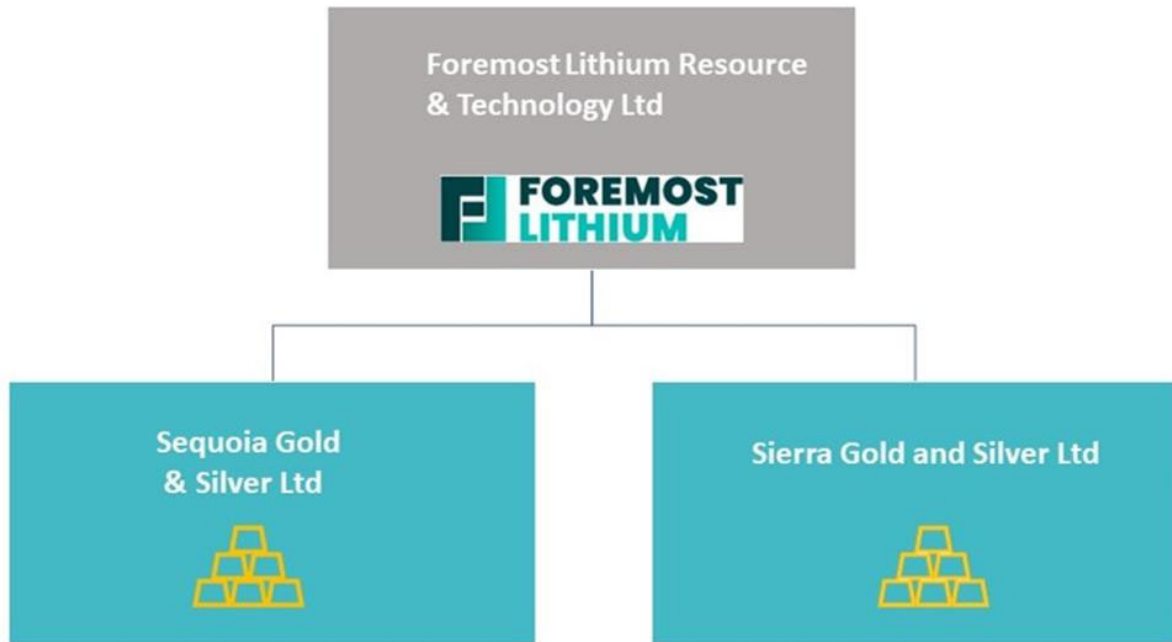 Foremost Lithium Resource
& Technology Ltd
FOREMOST
LITHIUM
Sequoia Gold
& Silver Ltd
Sierra Gold and Silver Ltd